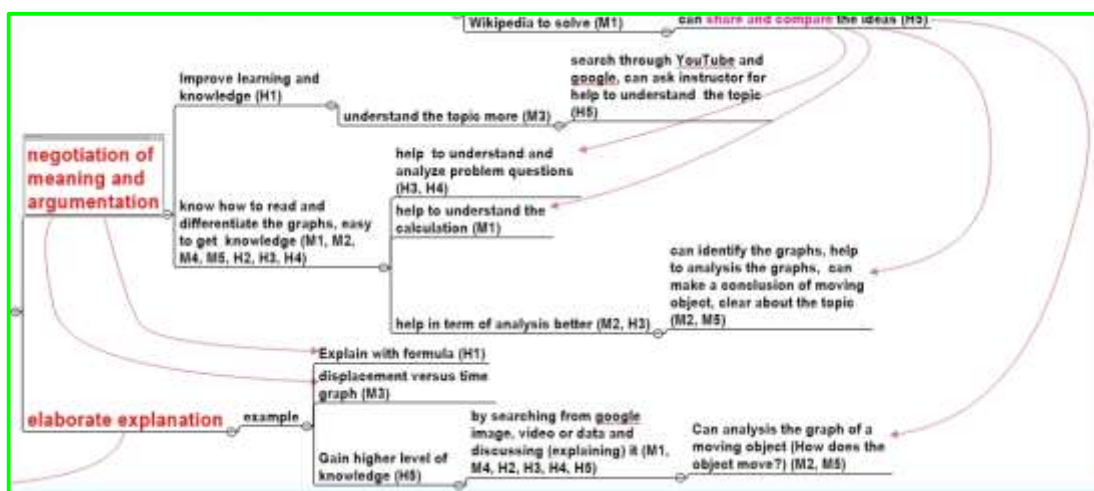 Wikipedia to solve (M1)
can share and compare the ideas (H5)
search through YouTube and
google, can ask instructor for
help to understand the topic
(H5)
Improve learning and
knowledge (H1)
understand the topic more (M3)
negotiation of
meaning and
argumentation
help to understand and
analyze problem questions
(H3, H4)
know how to read and
differentiate the graphs, easy
to get knowledge (M1, M2,
M4, M5, H2, H3, H4)
help to understand the
calculation (M1)
can identify the graphs, help
to analysis the graphs, can
make a conclusion of moving
object, clear about the topic
(M2, M5)
help in term of analysis better (M2, H3)
Explain with formula (H1)
displacement versus time
graph (M3)
elaborate explanation
example
by searching from google
image, video or data and
discussing (explaining) it (M1,
M4, H2, H3, H4, H5)
Can analysis the graph of a
moving object (How does the
object move?) (M2, M5)
Gain higher level of
knowledge (H5)